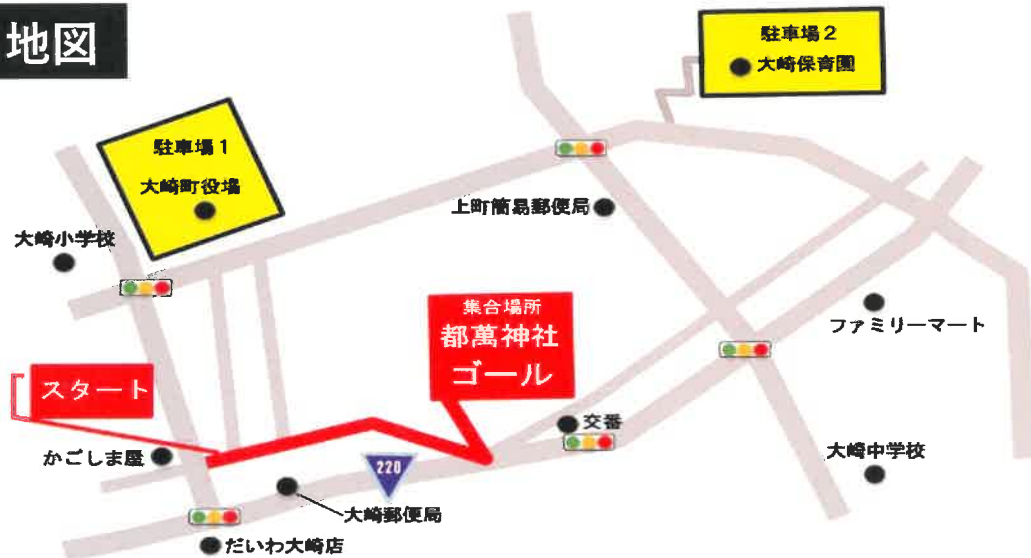 地図
駐車場2
大崎保育園
駐車場1
大崎町役場
上町簡易郵便局
大崎小学校
集合場所
都萬神社
ゴール
ファミリーマート
スタート
交番
かごしま屋
220
大崎中学校
大崎郵便局
だいわ大崎店